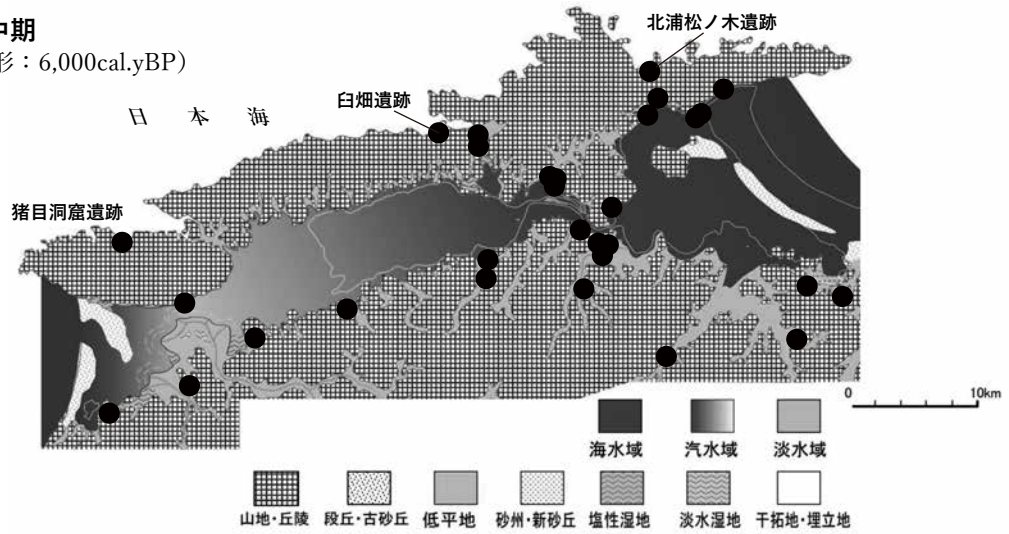 中期
形：6,000cal.yBP）
北浦松ノ木遺跡
臼畑遺跡
日本海
猪目洞窟遺跡
0 10km
海水域 汽水域 淡水域
山地・丘陵 段丘・古砂丘 低平地 砂州・新砂丘 塩性湿地 淡水湿地 干拓地・埋立地